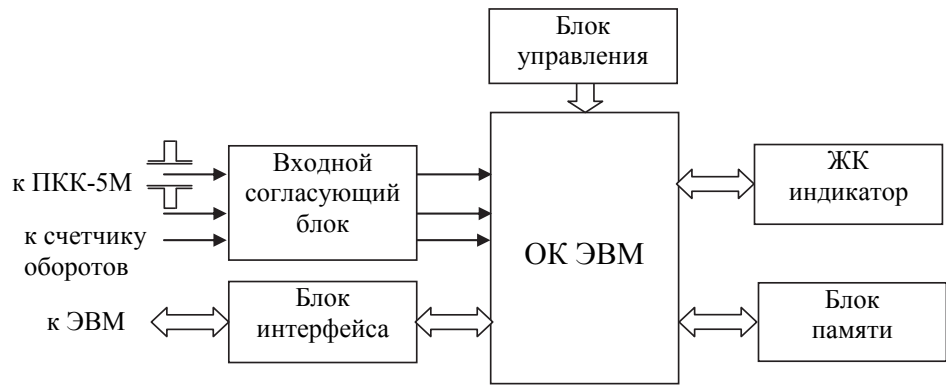 Блок
управления
к ПКК-5М
Входной
согласующий
блок
к счетчику
оборотов
ОК ЭВМ
ЖК
индикатор
к ЭВМ
Блок
интерфейса
Блок
памяти